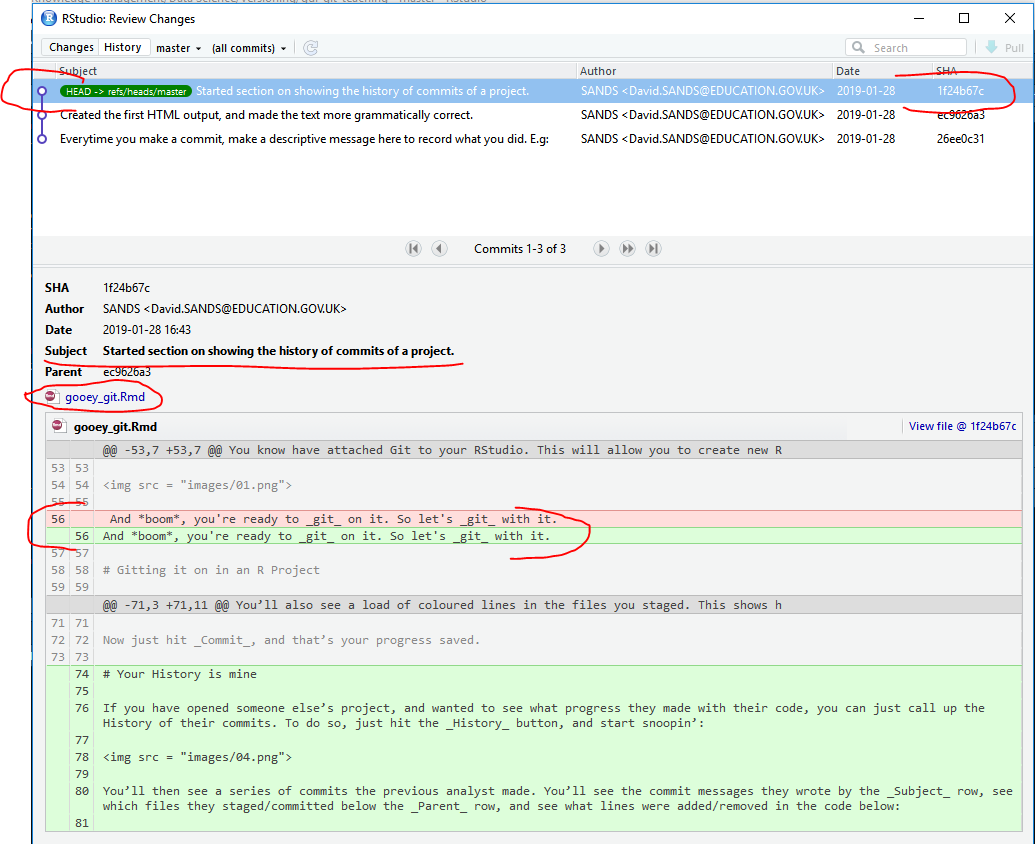 RStudio: Review Changes
Changes History master (all commits) Search Pull
Subject Author Date SHA
HEAD -> refs/heads/master Started section on showing the history of commits of a project. SANDS <David.SANDS@EDUCATION.GOV.UK> 2019-01-28 1f24b67c
Created the first HTML output, and made the text more grammatically correct. SANDS <David.SANDS@EDUCATION.GOV.UK> 2019-01-28 ec9626a3
Everytime you make a commit, make a descriptive message here to record what you did. E.g: SANDS <David.SANDS@EDUCATION.GOV.UK> 2019-01-28 26ee0c31
Commits 1-3 of 3
SHA 1f24b67c
Author SANDS <David.SANDS@EDUCATION.GOV.UK>
Date 2019-01-28 16:43
Subject Started section on showing the history of commits of a project.
Parent ec9626a3
gooey_git.Rmd
gooey_git.Rmd View file @ 1f24b67c
@@ -53,7 +53,7 @@ You know have attached Git to your RStudio. This will allow you to create new R
53 53
54 54 <img src = "images/01.png">
55 55
56 And *boom*, you're ready to _git_ on it. So let's _git_ with it.
56 And *boom*, you're ready to _git_ on it. So let's _git_ with it.
57 57
58 58 # Gitting it on in an R Project
59 59
@@ -71,3 +71,11 @@ You’ll also see a load of coloured lines in the files you staged. This shows h
71 71
72 72 Now just hit _Commit_, and that’s your progress saved.
73 73
74 # Your History is mine
75
76 If you have opened someone else’s project, and wanted to see what progress they made with their code, you can just call up the
History of their commits. To do so, just hit the _History_ button, and start snoopin’:
77
78 <img src = "images/04.png">
79
80 You’ll then see a series of commits the previous analyst made. You’ll see the commit messages they wrote by the _Subject_ row, see
which files they staged/committed below the _Parent_ row, and see what lines were added/removed in the code below:
81